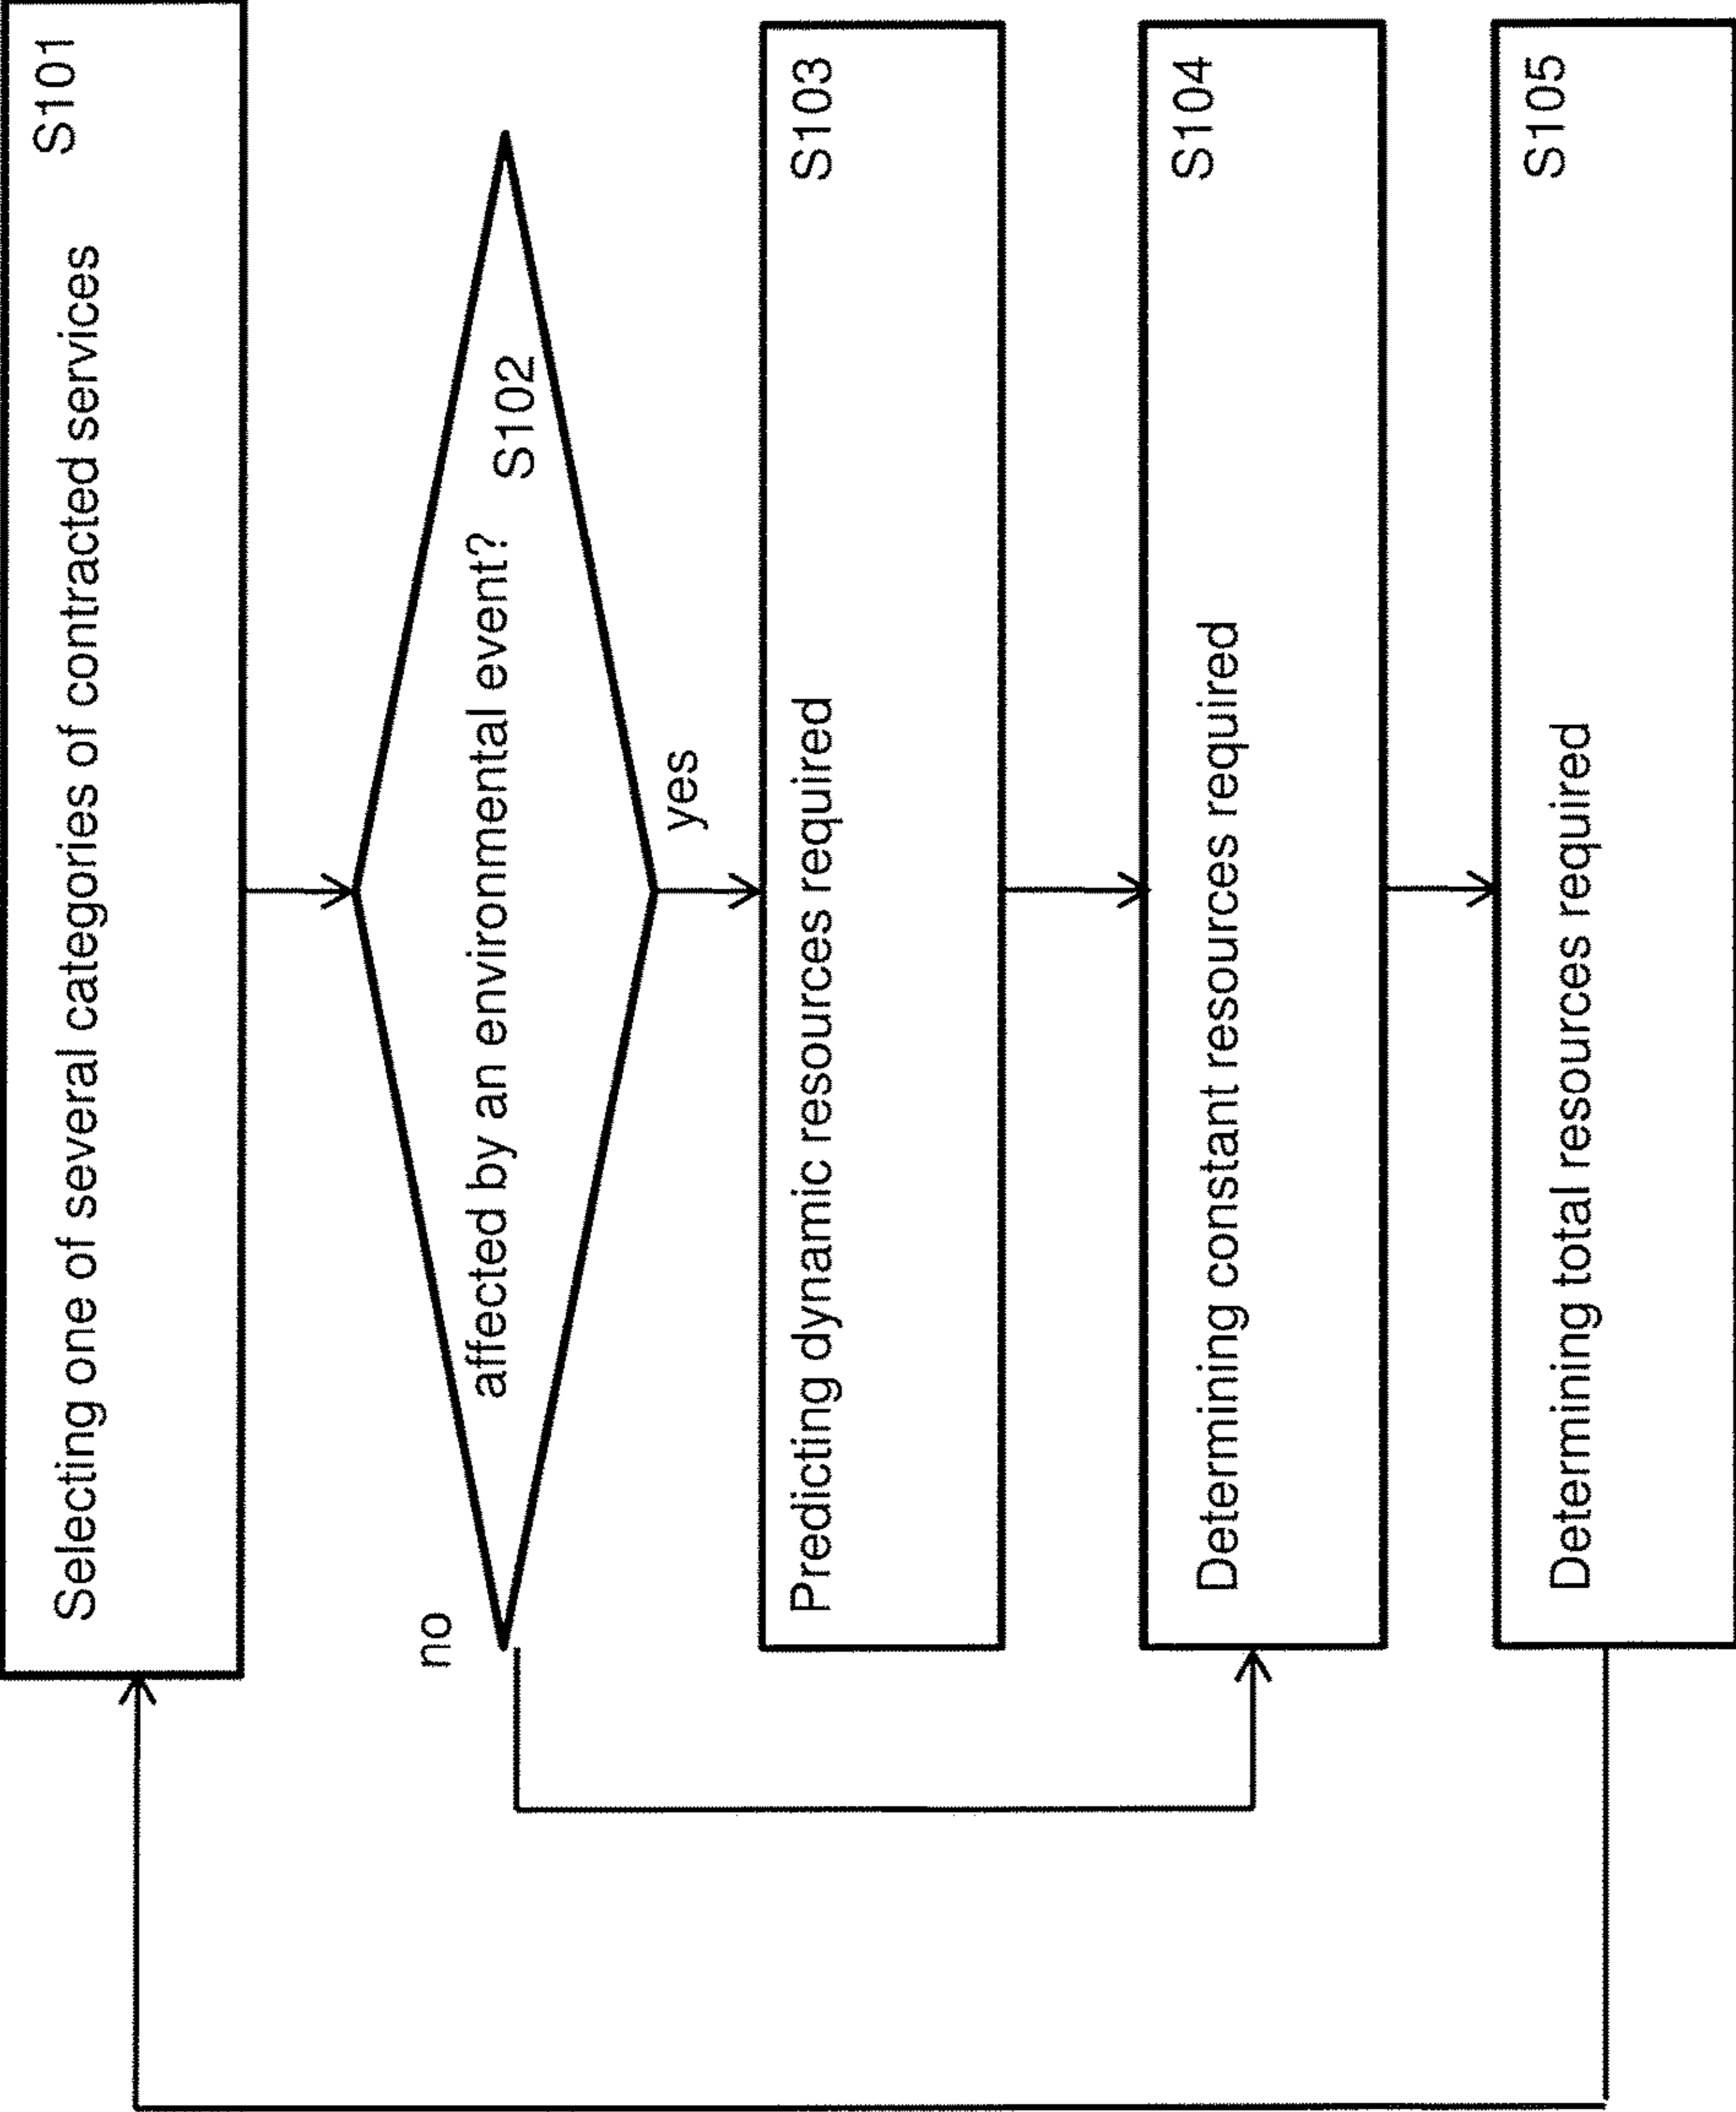 Selecting one of several categories of contracted services
S101
affected by an environmental event?
S102
no
yes
Predicting dynamic resources required
S103
Determining constant resources required
S104
Determining total resources required
S105